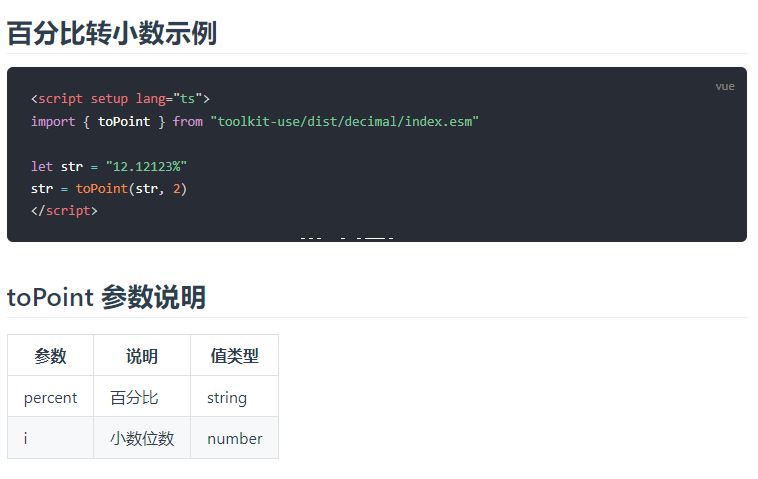 百分比转小数示例
vue
<script setup lang="ts">
import { toPoint } from "toolkit-use/dist/decimal/index.esm"
let str = "12.12123%"
str = toPoint(str, 2)
</script>
toPoint 参数说明
参数 说明 值类型
percent 百分比 string
i 小数位数 number